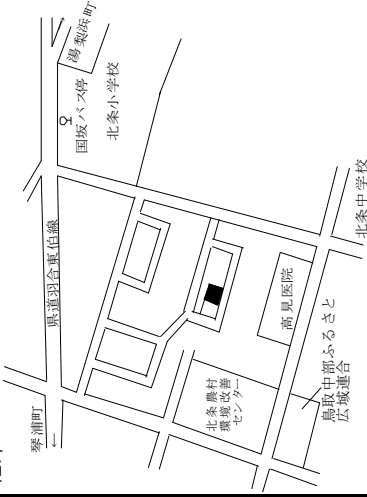 湯梨浜町
国坂バス停
北条小学校
県道羽合東伯線
琴浦町
北条農村
環境改善
センター
高見医院
鳥取中部ふるさと
広域連合
北条中学校